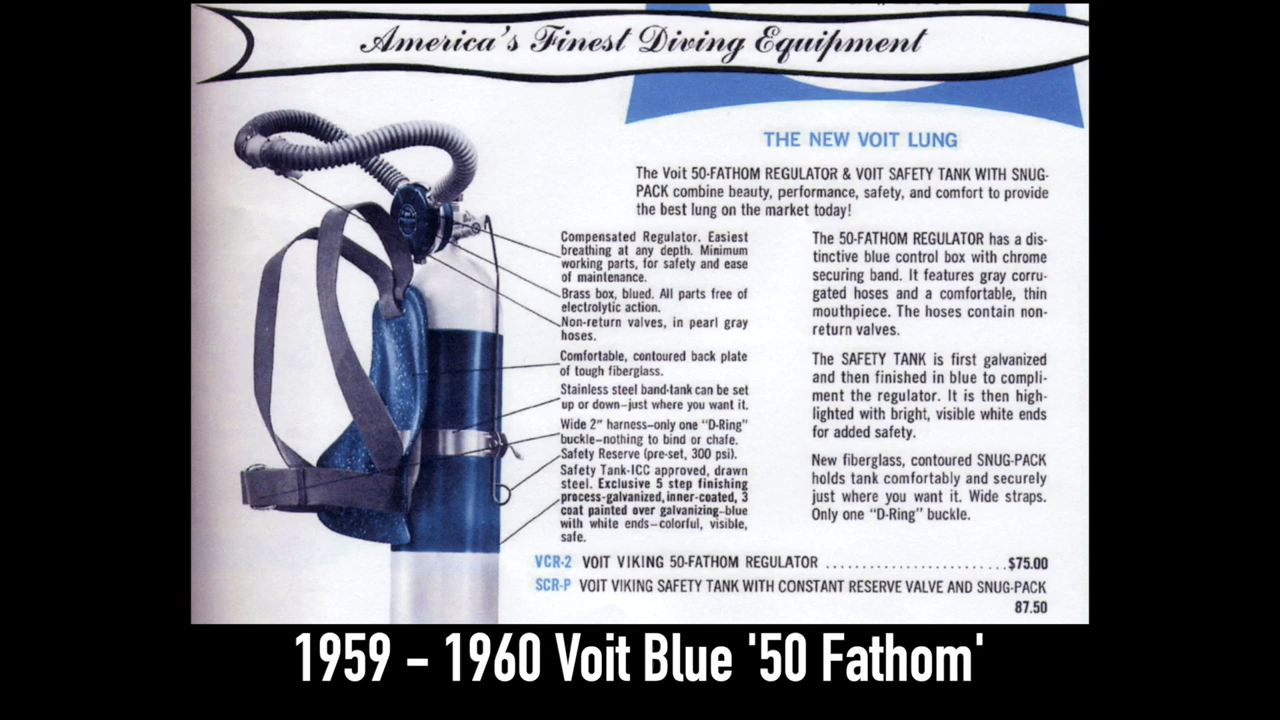 America's Finest Diving Equipment
THE NEW VOIT LUNG
The Voit 50-FATHOM REGULATOR & VOIT SAFETY TANK WITH SNUG-
PACK combine beauty, performance, safety, and comfort to provide
the best lung on the market today!
Compensated Regulator. Easiest
breathing at any depth. Minimum
working parts, for safety and ease
of maintenance.
Brass box, blued. All parts free of
electrolytic action.
Non-return valves, in pearl gray
hoses.
Comfortable, contoured back plate
of tough fiberglass.
Stainless steel band-tank can be set
up or down—just where you want it.
Wide 2" harness—only one "D-Ring"
buckle—nothing to bind or chafe.
Safety Reserve (pre-set, 300 psi).
Safety Tank-ICC approved, drawn
steel. Exclusive 5 step finishing
process-galvanized, inner-coated, 3
coat painted over galvanizing-blue
with white ends—colorful, visible,
safe.
The 50-FATHOM REGULATOR has a dis-
tinctive blue control box with chrome
securing band. It features gray corru-
gated hoses and a comfortable, thin
mouthpiece. The hoses contain non-
return valves.
The SAFETY TANK is first galvanized
and then finished in blue to compli-
ment the regulator. It is then high-
lighted with bright, visible white ends
for added safety.
New fiberglass, contoured SNUG-PACK
holds tank comfortably and securely
just where you want it. Wide straps.
Only one "D-Ring" buckle.
VCR-2 VOIT VIKING 50-FATHOM REGULATOR ........................$75.00
SCR-P VOIT VIKING SAFETY TANK WITH CONSTANT RESERVE VALVE AND SNUG-PACK
87.50
1959 - 1960 Voit Blue '50 Fathom'